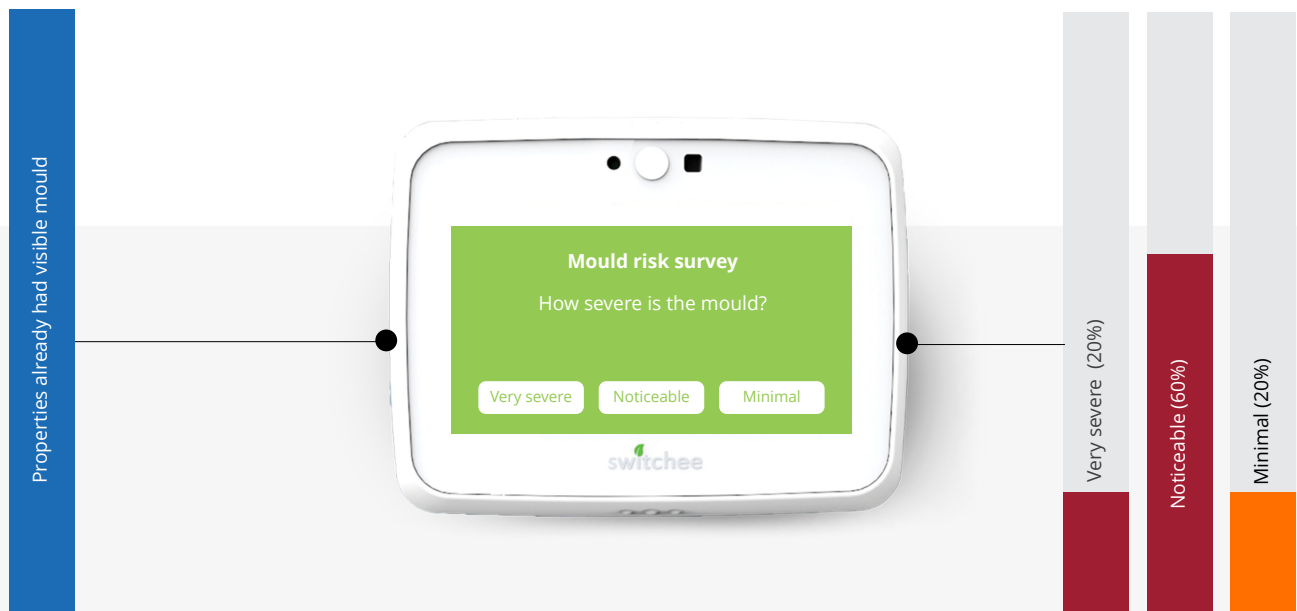 Properties already had visible mould
Mould risk survey
How severe is the mould?
Very severe
Noticeable
Minimal
switchee
Very severe (20%)
Noticeable (60%)
Minimal (20%)